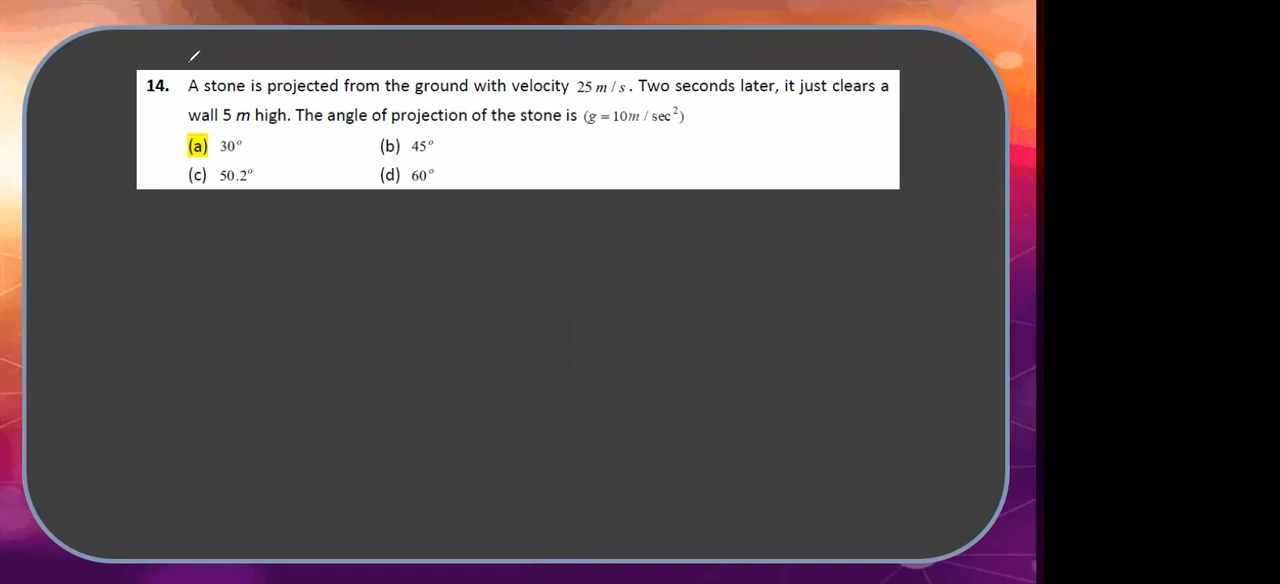 14. A stone is projected from the ground with velocity 25 m / s . Two seconds later, it just clears a
wall 5 m high. The angle of projection of the stone is (g = 10m / sec²)
(a) 30° (b) 45°
(c) 50.2° (d) 60°